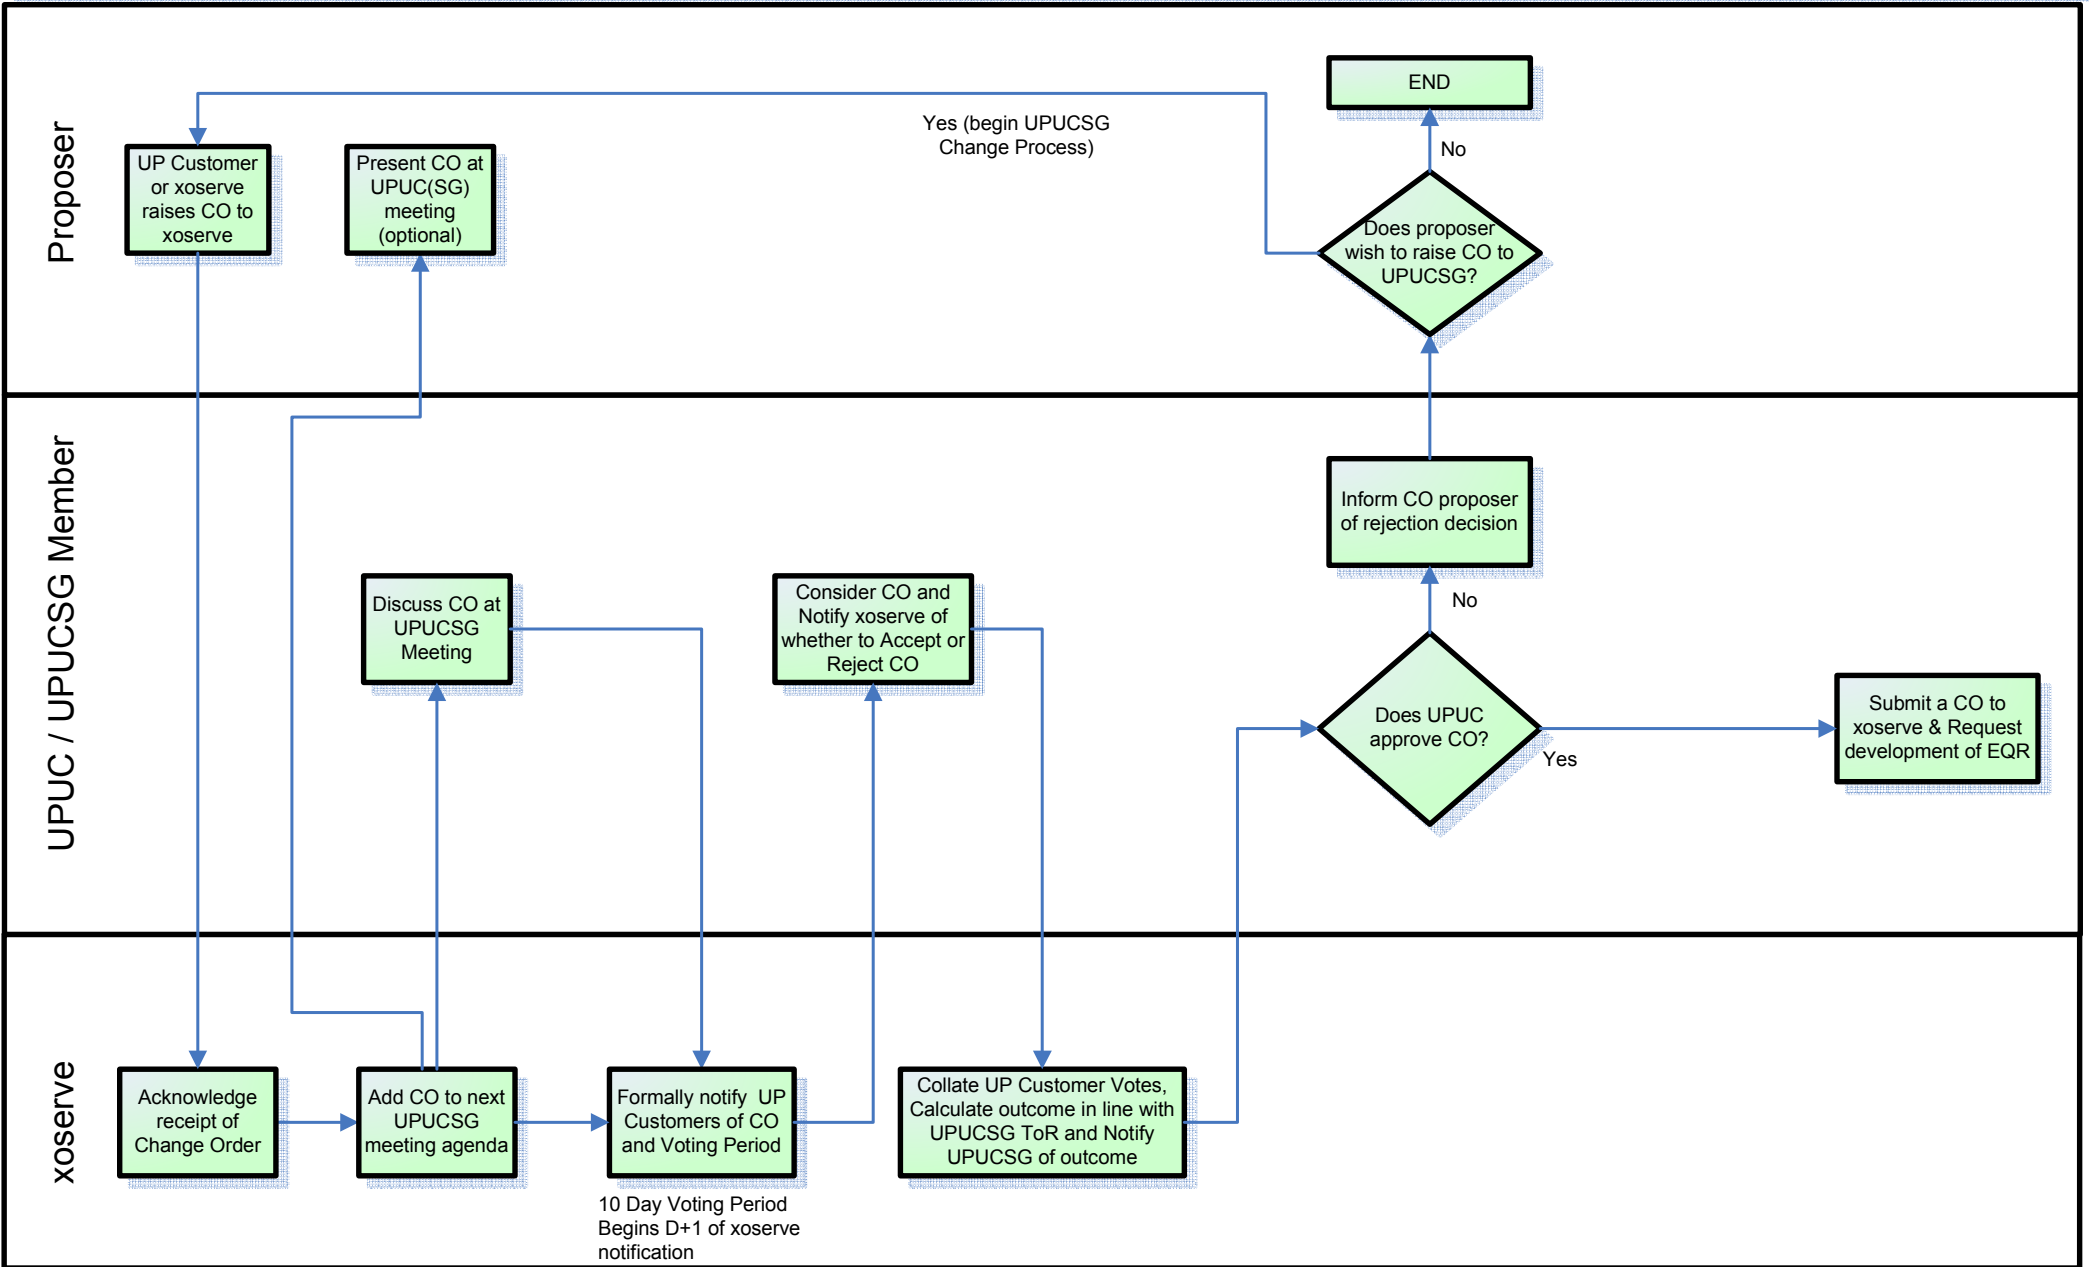 Proposer
END
Yes (begin UPUCSG
Change Process)
No
UP Customer
or xoserve
raises CO to
xoserve
Present CO at
UPUC(SG)
meeting
(optional)
Does proposer
wish to raise CO to
UPUCSG?
UPUC / UPUCSG Member
Inform CO proposer
of rejection decision
Discuss CO at
UPUCSG
Meeting
Consider CO and
Notify xoserve of
whether to Accept or
Reject CO
No
Does UPUC
approve CO?
Yes
Submit a CO to
xoserve & Request
development of EQR
xoserve
Acknowledge
receipt of
Change Order
Add CO to next
UPUCSG
meeting agenda
Formally notify  UP
Customers of CO
and Voting Period
Collate UP Customer Votes,
Calculate outcome in line with
UPUCSG ToR and Notify
UPUCSG of outcome
10 Day Voting Period
Begins D+1 of xoserve
notification